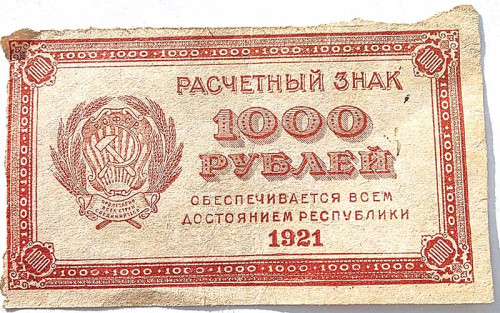 РАСЧЕТНЫЙ ЗНАК
1000
РУБЛЕЙ
ОБЕСПЕЧИВАЕТСЯ ВСЕМ
ДОСТОЯНИЕМ РЕСПУБЛИКИ
1921